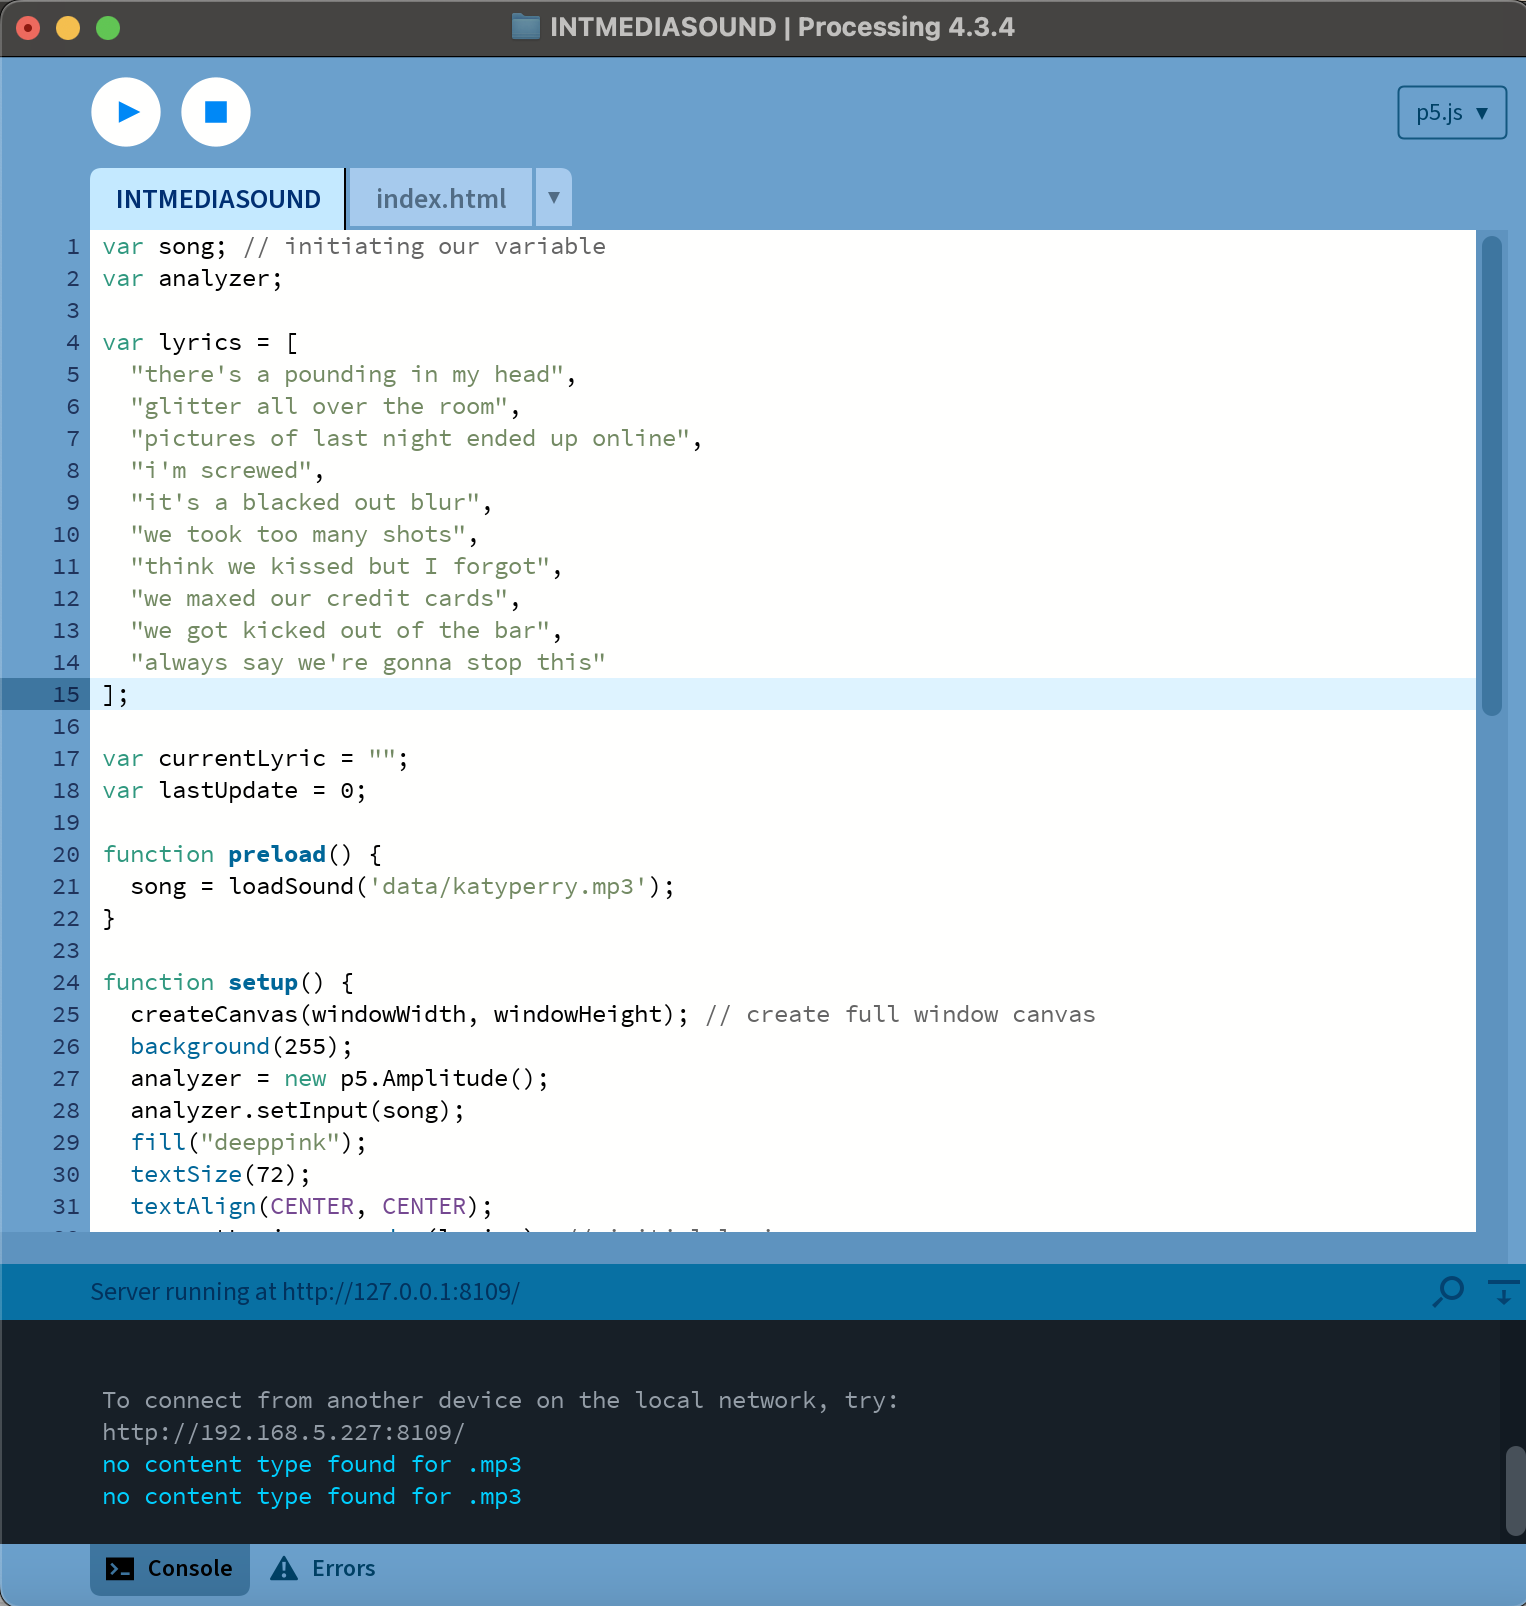 INTMEDIASOUND | Processing 4.3.4
p5.js ▼
INTMEDIASOUND index.html ▼
1 var song; // initiating our variable
2 var analyzer;
3
4 var lyrics = [
5 "there's a pounding in my head",
6 "glitter all over the room",
7 "pictures of last night ended up online",
8 "i'm screwed",
9 "it's a blacked out blur",
10 "we took too many shots",
11 "think we kissed but I forgot",
12 "we maxed our credit cards",
13 "we got kicked out of the bar",
14 "always say we're gonna stop this"
15 ];
16
17 var currentLyric = "";
18 var lastUpdate = 0;
19
20 function preload() {
21 song = loadSound('data/katyperry.mp3');
22 }
23
24 function setup() {
25 createCanvas(windowWidth, windowHeight); // create full window canvas
26 background(255);
27 analyzer = new p5.Amplitude();
28 analyzer.setInput(song);
29 fill("deeppink");
30 textSize(72);
31 textAlign(CENTER, CENTER);
Server running at http://127.0.0.1:8109/
To connect from another device on the local network, try:
http://192.168.5.227:8109/
no content type found for .mp3
no content type found for .mp3
Console Errors